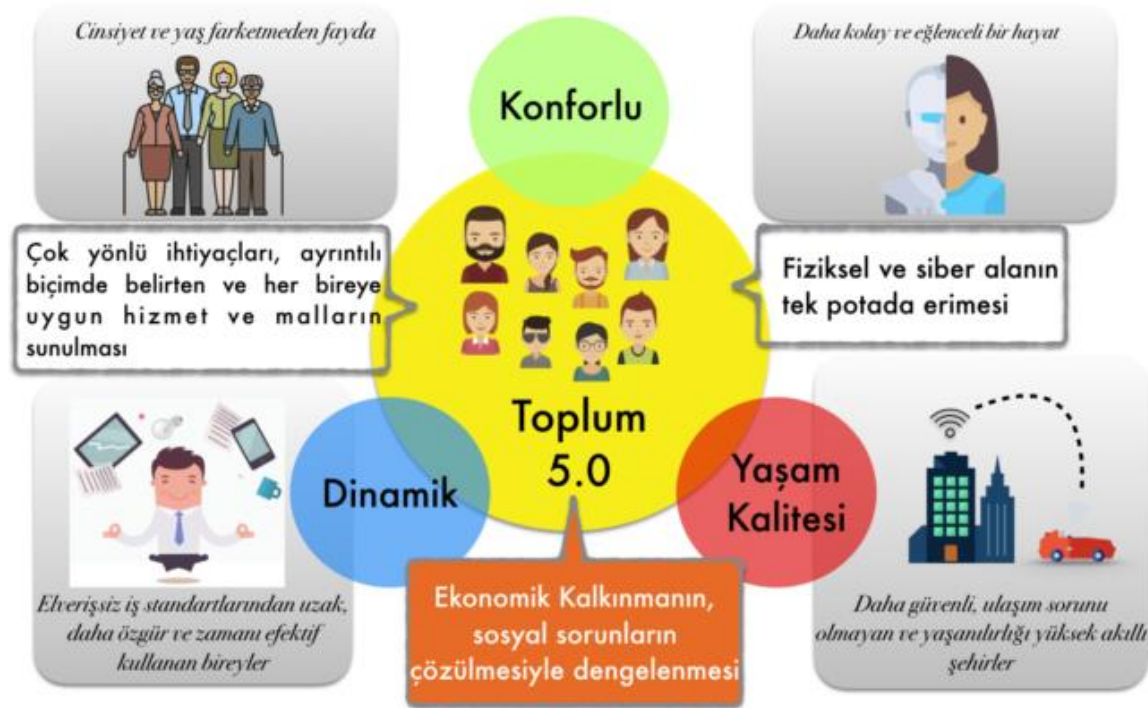 Cinsiyet ve yaş farketmeden fayda
Konforlu
Daha kolay ve eğlenceli bir hayat
Çok yönlü ihtiyaçları, ayrıntılı
biçimde belirten ve her bireye
uygun hizmet ve malların
sunulması
Fiziksel ve siber alanın
tek potada erimesi
Toplum
5.0
Dinamik
Yaşam
Kalitesi
Elverişsiz iş standartlarından uzak,
daha özgür ve zamanı efektif
kullanan bireyler
Ekonomik Kalkınmanın,
sosyal sorunların
çözülmesiyle dengelenmesi
Daha güvenli, ulaşım sorunu
olmayan ve yaşanılırlığı yüksek akıllı
şehirler